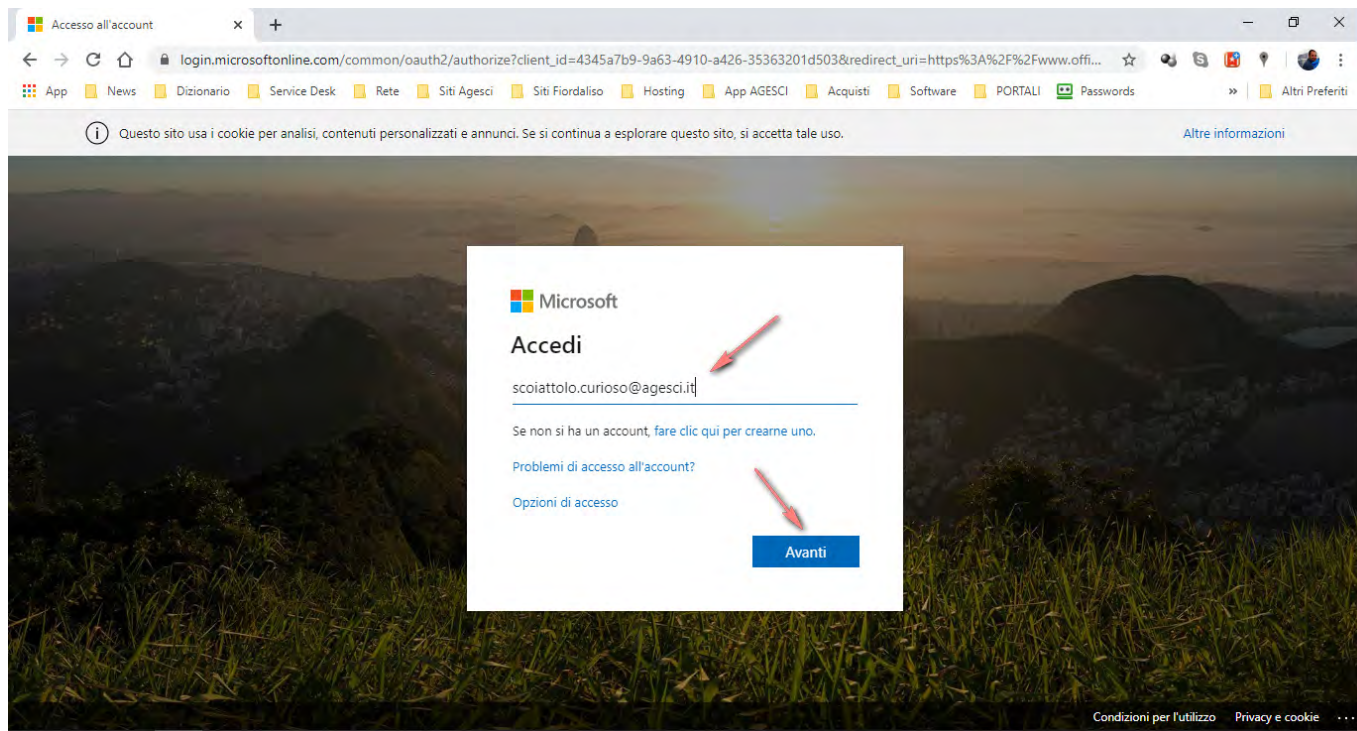 Accesso all'account
login.microsoftonline.com/common/oauth2/authorize?client_id=4345a7b9-9a63-4910-a426-35363201d503&redirect_uri=https%3A%2F%2Fwww.offi...
App News Dizionario Service Desk Rete Siti Agesci Siti Fiordaliso Hosting App AGESCI Acquisti Software PORTALI Passwords » Altri Preferiti
Questo sito usa i cookie per analisi, contenuti personalizzati e annunci. Se si continua a esplorare questo sito, si accetta tale uso. Altre informazioni
Microsoft
Accedi
scoiattolo.curioso@agesci.it
Se non si ha un account, fare clic qui per crearne uno.
Problemi di accesso all'account?
Opzioni di accesso
Avanti
Condizioni per l'utilizzo Privacy e cookie ...